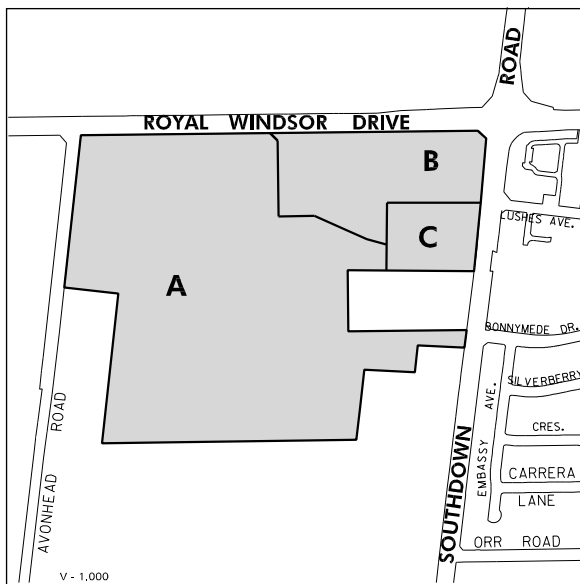 ROAD
ROYAL WINDSOR DRIVE
B
LUSHES AVE.
C
A
BONNYMEDE DR.
SILVERBERRY
EMBASSY AVE.
CRES.
AVONHEAD ROAD
SOUTHDOWN
CARRERA
LANE
ORR ROAD
V - 1,000